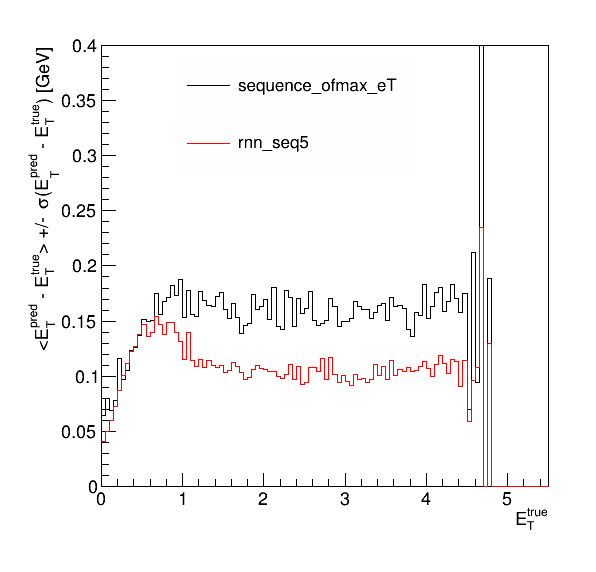 <E_T^pred - E_T^true> +/- σ(E_T^pred - E_T^true) [GeV]
0.4
sequence_ofmax_eT
0.35
rnn_seq5
0.3
0.25
0.2
0.15
0.1
0.05
0
0 1 2 3 4 5
E_T^true